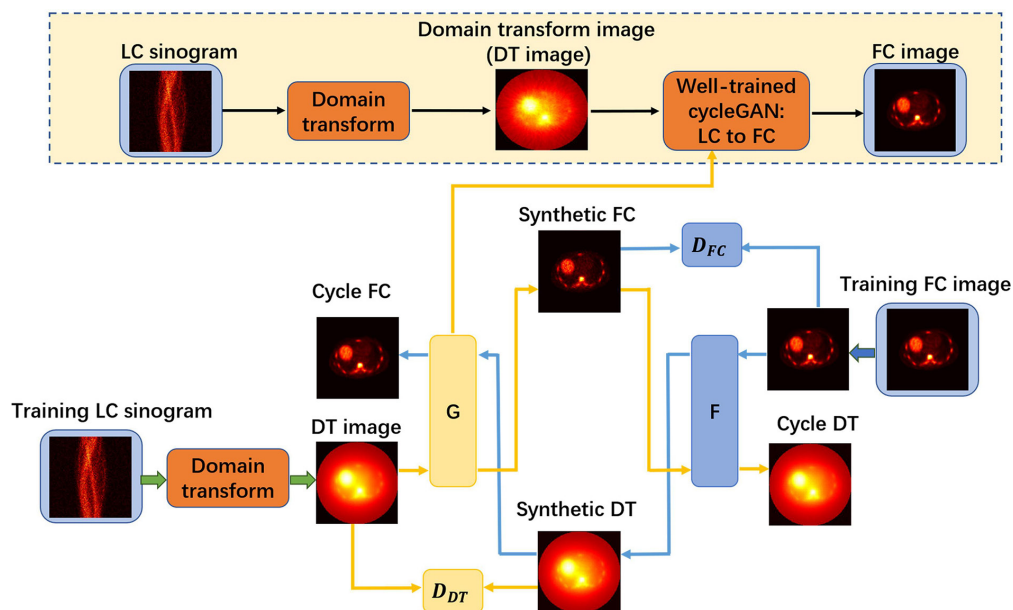 Domain transform image
(DT image)
LC sinogram
FC image
Domain
transform
Well-trained
cycleGAN:
LC to FC
Synthetic FC
D_FC
Cycle FC
Training FC image
Training LC sinogram
G
F
DT image
Cycle DT
Domain
transform
Synthetic DT
D_DT